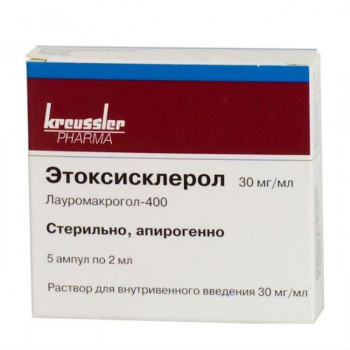 kreussler
PHARMA
Этоксисклерол 30 мг/мл
Лауромакрогол-400
Стерильно, апирогенно
5 ампул по 2 мл
Раствор для внутривенного введения 30 мг/мл